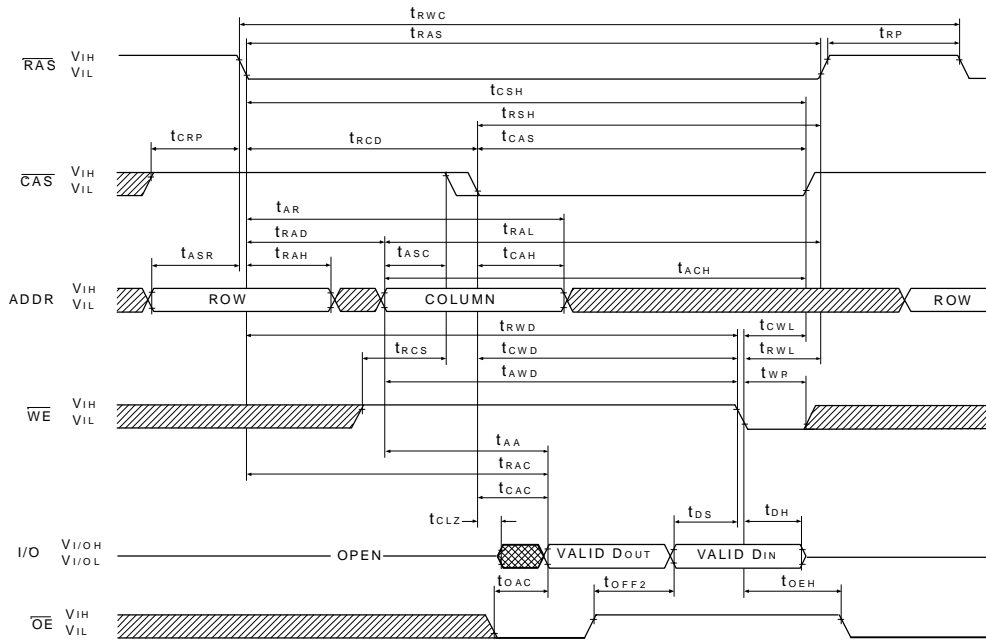 tRWC
tRAS
tRP
RAS VIH
VIL
tCSH
tRSH
tCRP tRCD tCAS
CAS VIH
VIL
tAR
tRAD tRAL
tASR tRAH tASC tCAH
tACH
ADDR VIH
VIL
ROW COLUMN ROW
tRWD tCWL
tRCS tCWD tRWL
tAWD tWR
WE VIH
VIL
tAA
tRAC
tCAC
tCLZ tDS tDH
I/O VI/OH
VI/OL
OPEN VALID DOUT VALID DIN
tOAC tOFF2 tOEH
OE VIH
VIL